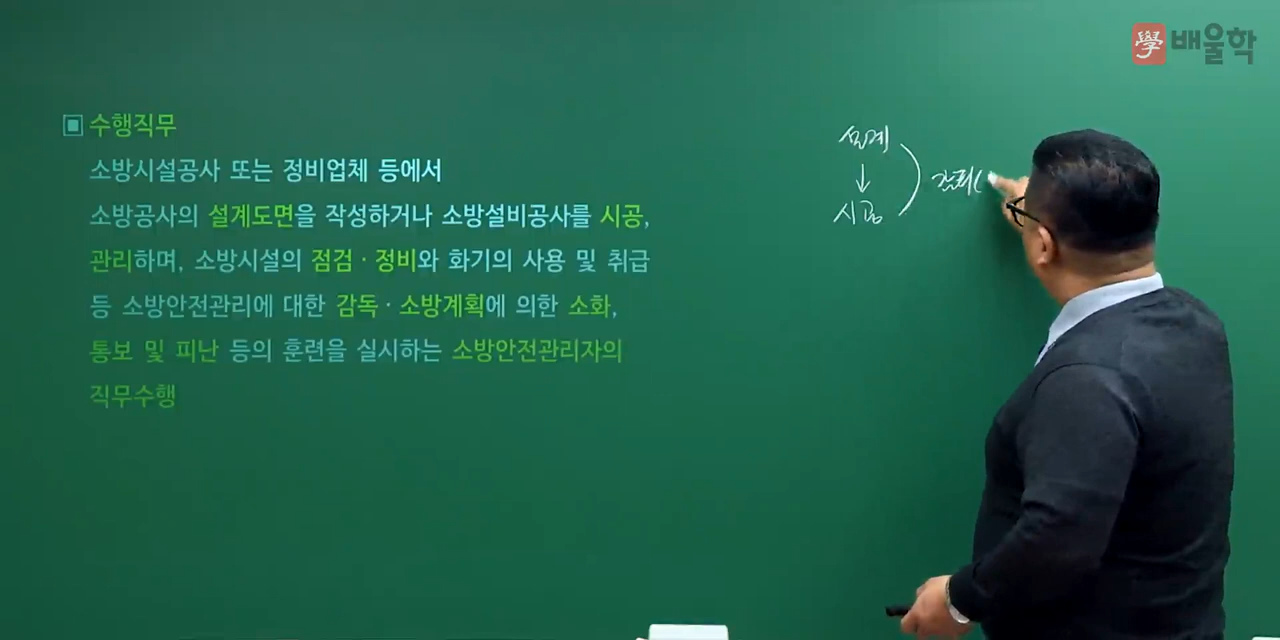 學 배울학
▣ 수행직무
소방시설공사 또는 정비업체 등에서
소방공사의 설계도면을 작성하거나 소방설비공사를 시공,
관리하며, 소방시설의 점검 · 정비와 화기의 사용 및 취급
등 소방안전관리에 대한 감독 · 소방계획에 의한 소화,
통보 및 피난 등의 훈련을 실시하는 소방안전관리자의
직무수행
설계
↓
시공
감리(